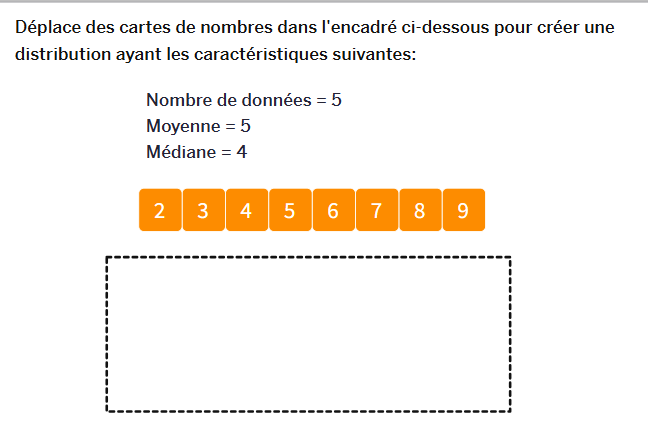 Déplace des cartes de nombres dans l'encadré ci-dessous pour créer une
distribution ayant les caractéristiques suivantes:
Nombre de données = 5
Moyenne = 5
Médiane = 4
2 3 4 5 6 7 8 9